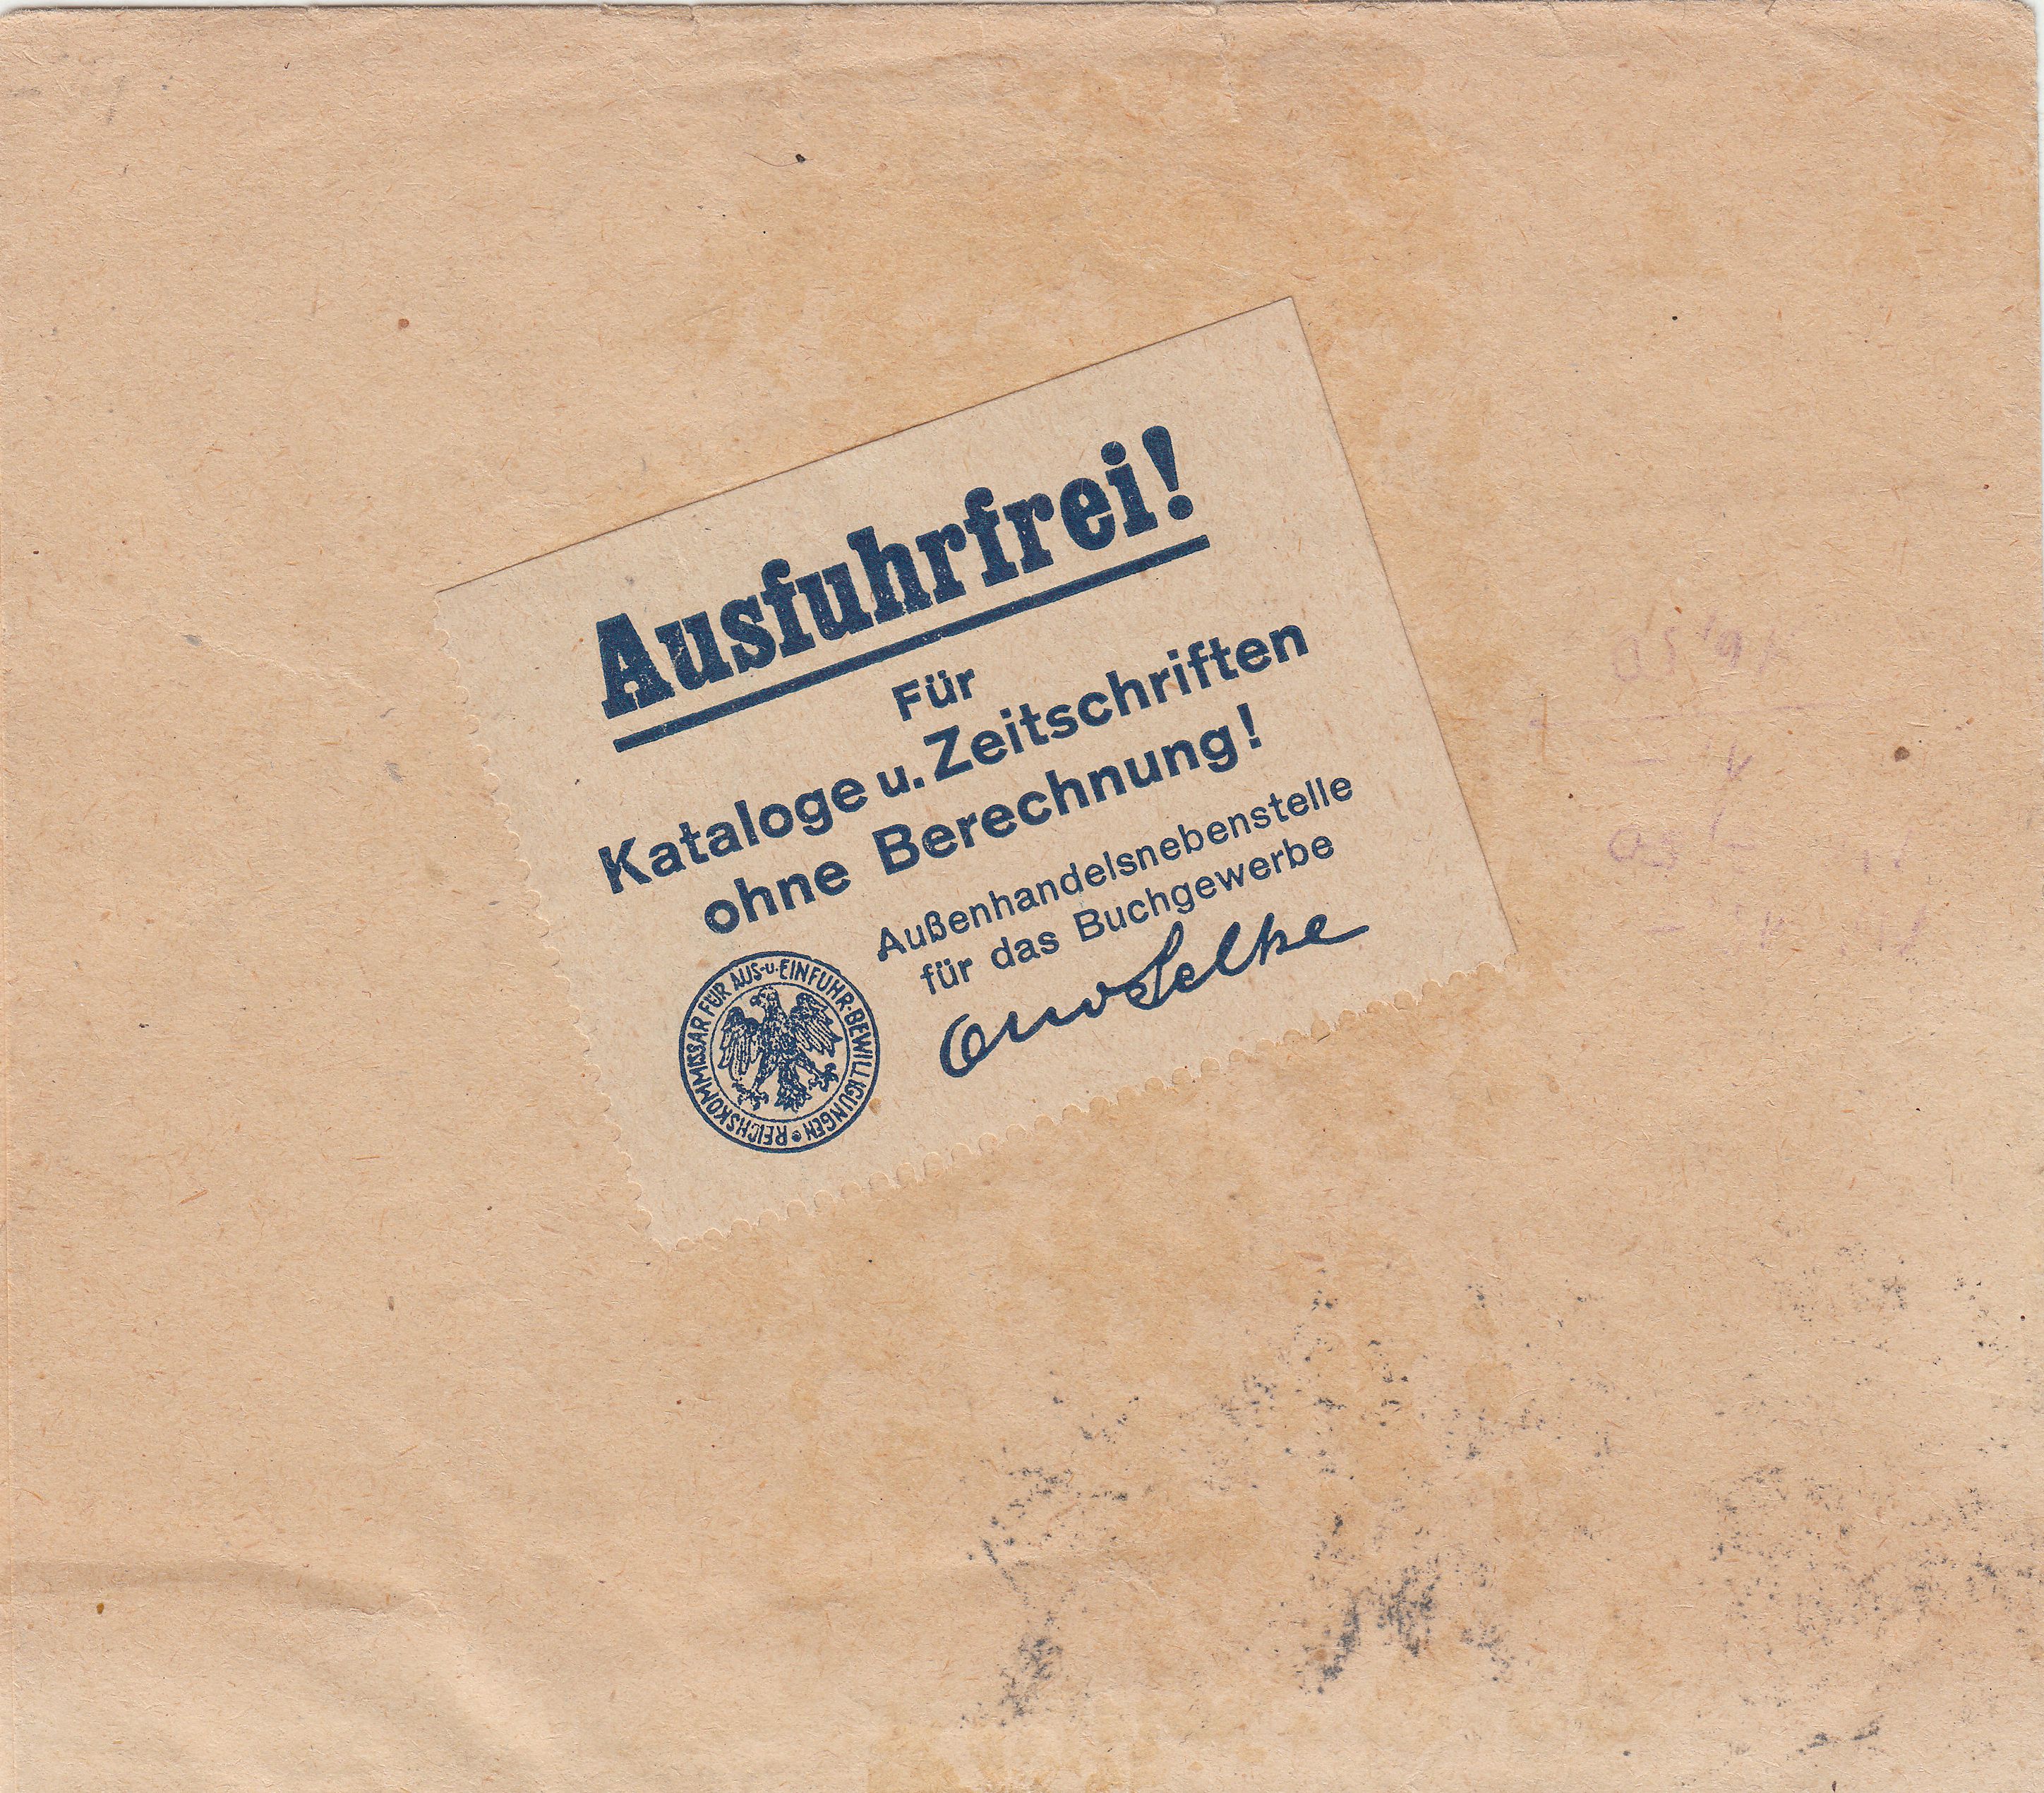 Ausfuhrfrei!
Für
Kataloge u. Zeitschriften
ohne Berechnung!
Außenhandelsnebenstelle
für das Buchgewerbe
REICHSKOMMISSAR FÜR AUS-u.EINFUHR-BEWILLIGUNGEN